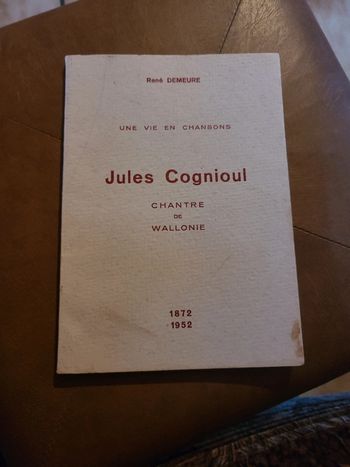 René DEMEURE
UNE VIE EN CHANSONS
Jules Cognioul
CHANTRE
DE
WALLONIE
1872
1952